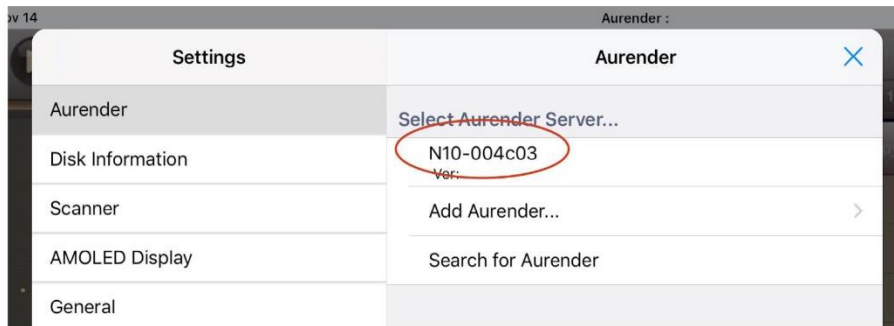 ov 14
Aurender :
Settings
Aurender
Aurender
Disk Information
Scanner
AMOLED Display
General
Select Aurender Server...
N10-004c03
Ver:
Add Aurender...
Search for Aurender